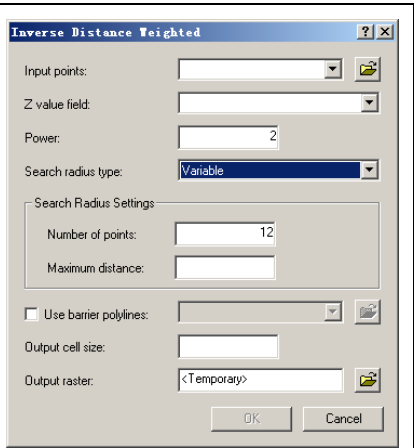 Inverse Distance Weighted
Input points:
Z value field:
Power: 2
Search radius type: Variable
Search Radius Settings
Number of points: 12
Maximum distance:
Use barrier polylines:
Output cell size:
Output raster: <Temporary>
OK Cancel